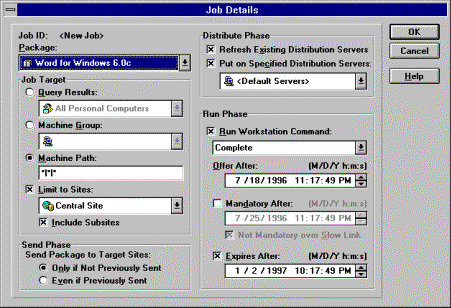 Job Details
Job ID: <New Job>
Package:
Word for Windows 6.0c
Job Target
Query Results:
All Personal Computers
Machine Group:
Machine Path:
*|*|*
Limit to Sites:
Central Site
Include Subsites
Send Phase
Send Package to Target Sites:
Only if Not Previously Sent
Even if Previously Sent
Distribute Phase
Refresh Existing Distribution Servers
Put on Specified Distribution Servers:
<Default Servers>
Run Phase
Run Workstation Command:
Complete
Offer After: (M/D/Y h:m:s)
7 /18/ 1996 11:17:49 PM
Mandatory After: (M/D/Y h:m:s)
7 /25/ 1996 11:17:49 PM
Not Mandatory over Slow Link
Expires After: (M/D/Y h:m:s)
1 / 2 / 1997 10:17:49 PM
OK
Cancel
Help